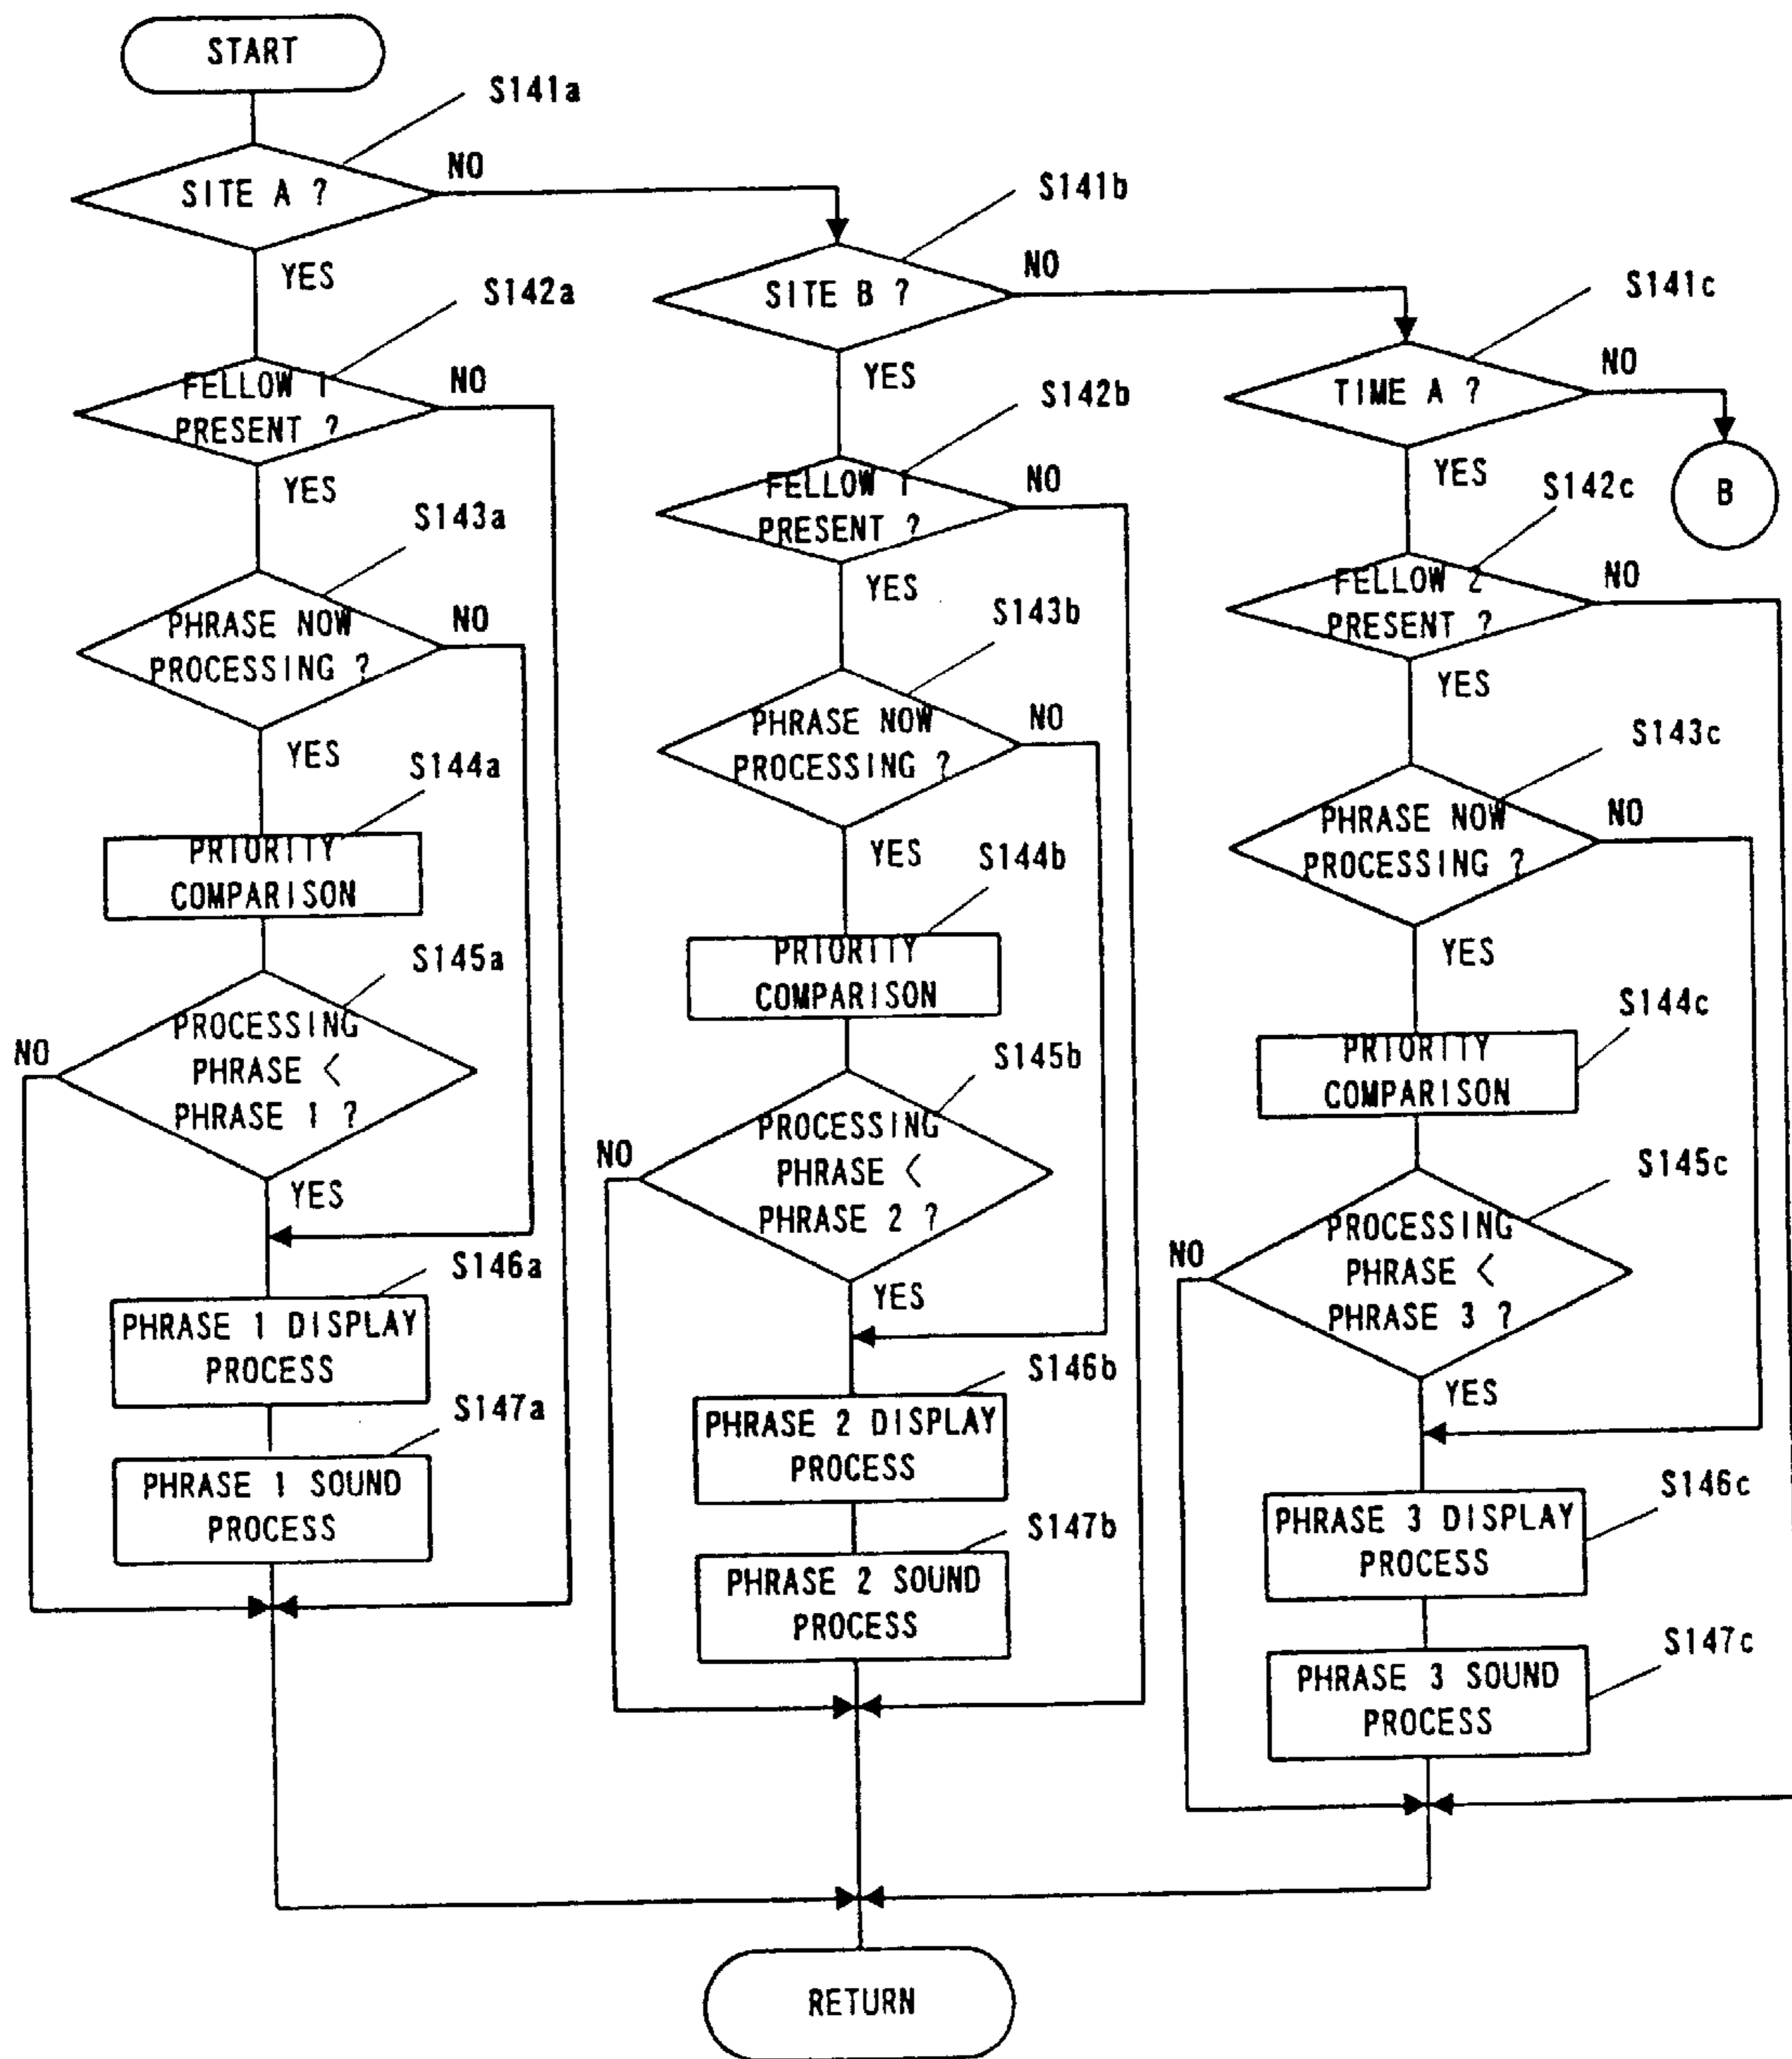 START
S141a
SITE A ?
NO
YES
S142a
FELLOW 1
PRESENT ?
NO
YES
S143a
PHRASE NOW
PROCESSING ?
NO
YES
S144a
PRIORITY
COMPARISON
S145a
PROCESSING
PHRASE <
PHRASE 1 ?
NO
YES
S146a
PHRASE 1 DISPLAY
PROCESS
S147a
PHRASE 1 SOUND
PROCESS
S141b
SITE B ?
NO
YES
S142b
FELLOW 1
PRESENT ?
NO
YES
S143b
PHRASE NOW
PROCESSING ?
NO
YES
S144b
PRIORITY
COMPARISON
S145b
PROCESSING
PHRASE <
PHRASE 2 ?
NO
YES
S146b
PHRASE 2 DISPLAY
PROCESS
S147b
PHRASE 2 SOUND
PROCESS
S141c
TIME A ?
NO
B
YES
S142c
FELLOW 2
PRESENT ?
NO
YES
S143c
PHRASE NOW
PROCESSING ?
NO
YES
S144c
PRIORITY
COMPARISON
S145c
PROCESSING
PHRASE <
PHRASE 3 ?
NO
YES
S146c
PHRASE 3 DISPLAY
PROCESS
S147c
PHRASE 3 SOUND
PROCESS
RETURN